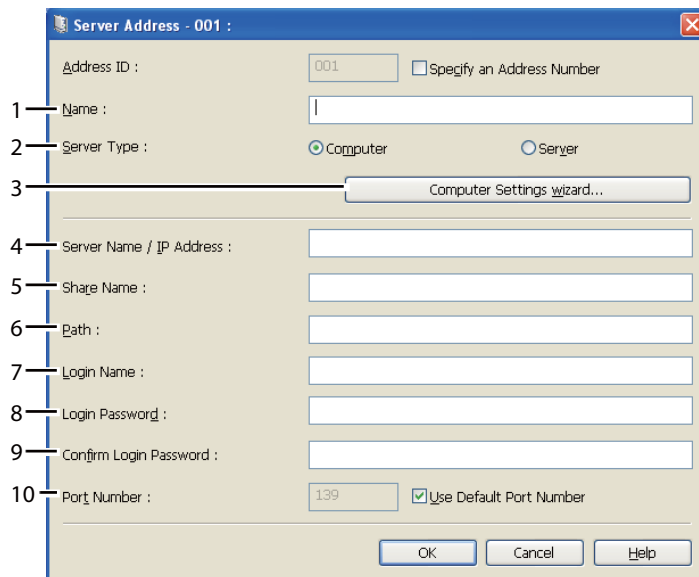 Server Address - 001 :
Address ID : 001 Specify an Address Number
1 Name :
2 Server Type : Computer Server
3 Computer Settings wizard...
4 Server Name / IP Address :
5 Share Name :
6 Path :
7 Login Name :
8 Login Password :
9 Confirm Login Password :
10 Port Number : 139 Use Default Port Number
OK Cancel Help